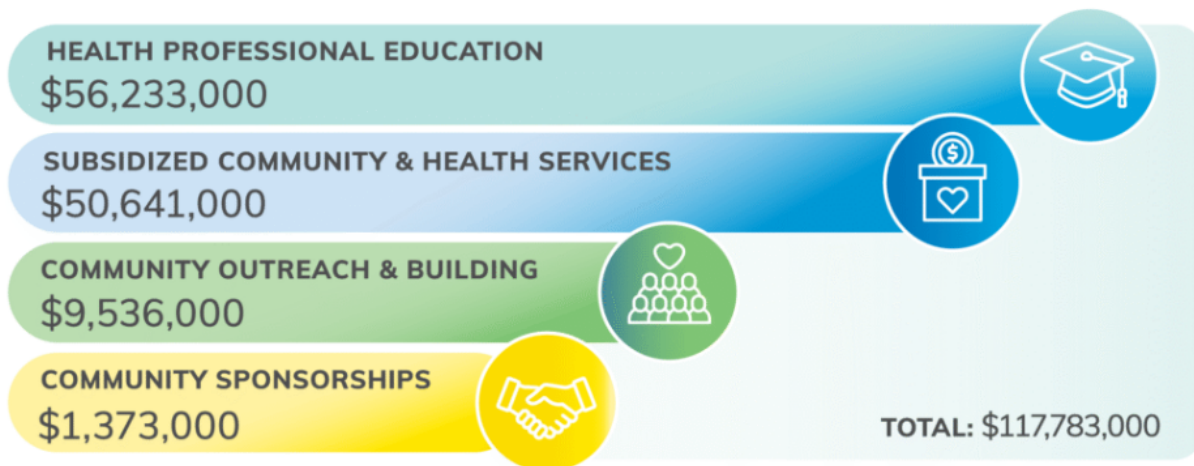 HEALTH PROFESSIONAL EDUCATION
$56,233,000
SUBSIDIZED COMMUNITY & HEALTH SERVICES
$50,641,000
COMMUNITY OUTREACH & BUILDING
$9,536,000
COMMUNITY SPONSORSHIPS
$1,373,000
TOTAL: $117,783,000
$